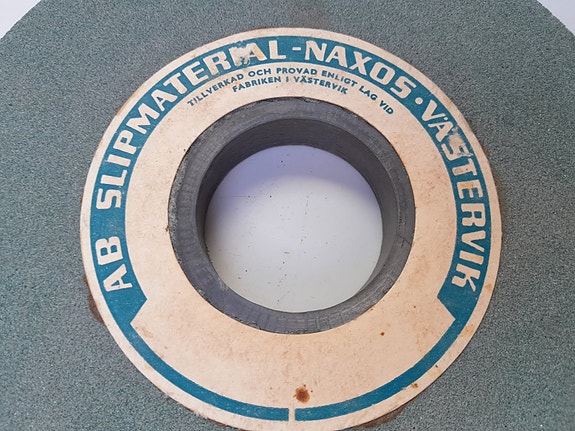 AB SLIPMATERIAL-NAXOS·VÄSTERVIK
TILLVERKAD OCH PROVAD ENLIGT LAG VID
FABRIKEN I VÄSTERVIK